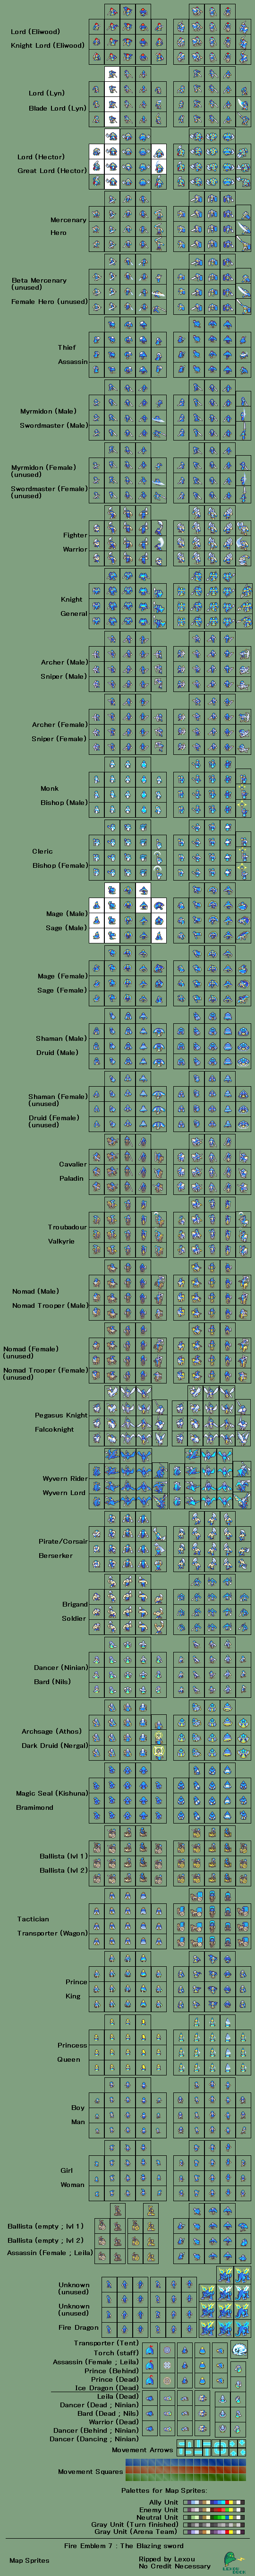 Lord (Eliwood)
Knight Lord (Eliwood)
Lord (Lyn)
Blade Lord (Lyn)
Lord (Hector)
Great Lord (Hector)
Mercenary
Hero
Beta Mercenary
(unused)
Female Hero (unused)
Thief
Assassin
Myrmidon (Male)
Swordmaster (Male)
Myrmidon (Female)
(unused)
Swordmaster (Female)
(unused)
Fighter
Warrior
Knight
General
Archer (Male)
Sniper (Male)
Archer (Female)
Sniper (Female)
Monk
Bishop (Male)
Cleric
Bishop (Female)
Mage (Male)
Sage (Male)
Mage (Female)
Sage (Female)
Shaman (Male)
Druid (Male)
Shaman (Female)
(unused)
Druid (Female)
(unused)
Cavalier
Paladin
Troubadour
Valkyrie
Nomad (Male)
Nomad Trooper (Male)
Nomad (Female)
(unused)
Nomad Trooper (Female)
(unused)
Pegasus Knight
Falcoknight
Wyvern Rider
Wyvern Lord
Pirate/Corsair
Berserker
Brigand
Soldier
Dancer (Ninian)
Bard (Nils)
Archsage (Athos)
Dark Druid (Nergal)
Magic Seal (Kishuna)
Bramimond
Ballista (lvl 1)
Ballista (lvl 2)
Tactician
Transporter (Wagon)
Prince
King
Princess
Queen
Boy
Man
Girl
Woman
Ballista (empty ; lvl 1)
Ballista (empty ; lvl 2)
Assassin (Female ; Leila)
Unknown
(unused)
Unknown
(unused)
Fire Dragon
Transporter (Tent)
Torch (staff)
Assassin (Female ; Leila)
Prince (Behind)
Prince (Dead)
Ice Dragon (Dead)
Leila (Dead)
Dancer (Dead ; Ninian)
Bard (Dead ; Nils)
Warrior (Dead)
Dancer (Behind ; Ninian)
Dancer (Dancing ; Ninian)
Movement Arrows
Movement Squares
Palettes for Map Sprites:
Ally Unit
Enemy Unit
Neutral Unit
Gray Unit (Turn finished)
Gray Unit (Arena Team)
Fire Emblem 7 : The Blazing sword
Map Sprites
Ripped by Lexou
No Credit Necessary